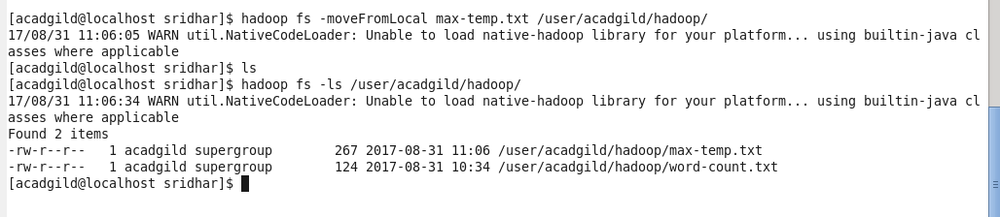 [acadgild@localhost sridhar]$ hadoop fs -moveFromLocal max-temp.txt /user/acadgild/hadoop/
17/08/31 11:06:05 WARN util.NativeCodeLoader: Unable to load native-hadoop library for your platform... using builtin-java cl
asses where applicable
[acadgild@localhost sridhar]$ ls
[acadgild@localhost sridhar]$ hadoop fs -ls /user/acadgild/hadoop/
17/08/31 11:06:34 WARN util.NativeCodeLoader: Unable to load native-hadoop library for your platform... using builtin-java cl
asses where applicable
Found 2 items
-rw-r--r--   1 acadgild supergroup        267 2017-08-31 11:06 /user/acadgild/hadoop/max-temp.txt
-rw-r--r--   1 acadgild supergroup        124 2017-08-31 10:34 /user/acadgild/hadoop/word-count.txt
[acadgild@localhost sridhar]$